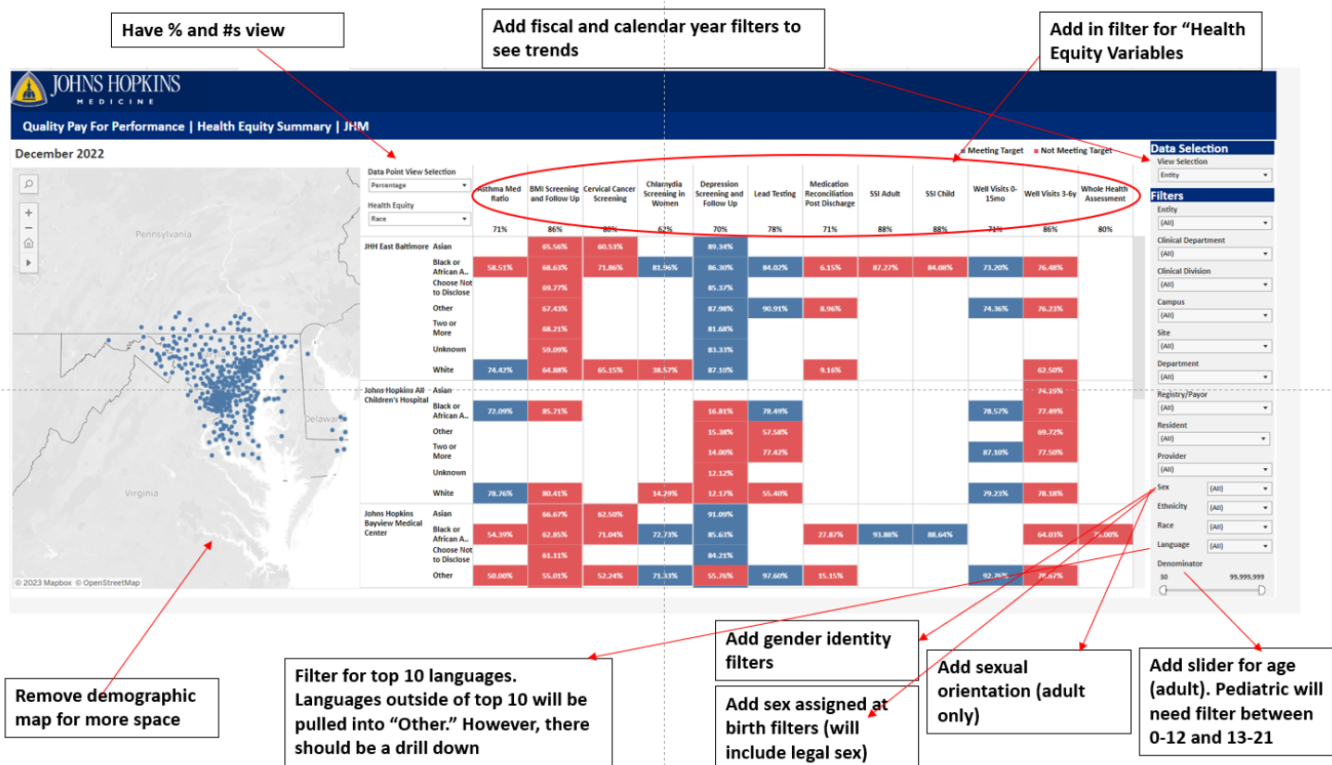 Have % and #s view
Add fiscal and calendar year filters to
see trends
Add in filter for “Health
Equity Variables
JOHNS HOPKINS
MEDICINE
Quality Pay For Performance | Health Equity Summary | JHM
December 2022
Meeting Target Not Meeting Target
Data Point View Selection
Percentage
Health Equity
Race
Asthma Med Ratio
BMI Screening and Follow Up
Cervical Cancer Screening
Chlamydia Screening in Women
Depression Screening and Follow Up
Lead Testing
Medication Reconciliation Post Discharge
SSI Adult
SSI Child
Well Visits 0-15mo
Well Visits 3-6y
Whole Health Assessment
71% 86% 80% 62% 70% 78% 71% 88% 88% 71% 86% 80%
JHH East Baltimore Asian 65.56% 60.53% 89.34%
Black or African A.. 58.51% 68.63% 71.86% 81.96% 86.30% 84.02% 6.15% 87.27% 84.08% 73.20% 76.48%
Choose Not to Disclose 69.77% 85.37%
Other 67.43% 87.98% 90.91% 8.96% 74.36% 76.23%
Two or More 68.21% 81.68%
Unknown 59.09% 83.33%
White 74.42% 64.88% 65.15% 38.57% 87.10% 9.16% 62.50%
Johns Hopkins All Children's Hospital Asian
Black or African A.. 72.09% 85.71% 16.81% 78.49% 78.57% 77.49%
Other 15.38% 57.58% 69.72%
Two or More 14.00% 77.42% 87.10% 77.50%
Unknown 12.12%
White 78.76% 80.41% 14.29% 12.17% 55.40% 79.23% 78.18%
Johns Hopkins Bayview Medical Center Asian 66.67% 62.50% 91.09%
Black or African A.. 54.39% 62.85% 71.04% 72.73% 85.63% 27.87% 93.88% 88.64% 64.03%
Choose Not to Disclose 61.11% 84.21%
Other 50.00% 55.01% 52.24% 71.33% 55.76% 97.60% 15.15% 92.76% 78.67%
Pennsylvania
Delaware
Virginia
© 2023 Mapbox © OpenStreetMap
Data Selection
View Selection
Entity
Filters
Entity
(All)
Clinical Department
(All)
Clinical Division
(All)
Campus
(All)
Site
(All)
Department
(All)
Registry/Payor
(All)
Resident
(All)
Provider
(All)
Sex (All)
Ethnicity (All)
Race (All)
Language (All)
Denominator
30 99,999,999
Remove demographic
map for more space
Filter for top 10 languages.
Languages outside of top 10 will be
pulled into “Other.” However, there
should be a drill down
Add gender identity
filters
Add sex assigned at
birth filters (will
include legal sex)
Add sexual
orientation (adult
only)
Add slider for age
(adult). Pediatric will
need filter between
0-12 and 13-21